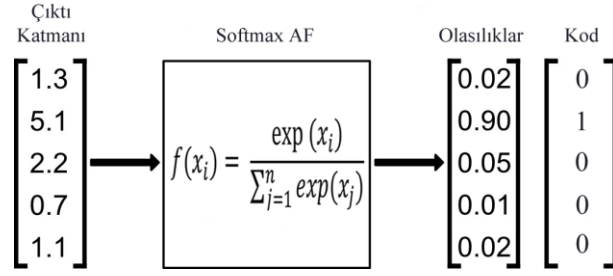 Çıktı
Katmanı
Softmax AF
Olasılıklar
Kod
1.3
5.1
2.2
0.7
1.1
f(x_i) = exp (x_i) / ∑_{j=1}^{n} exp(x_j)
0.02
0.90
0.05
0.01
0.02
0
1
0
0
0